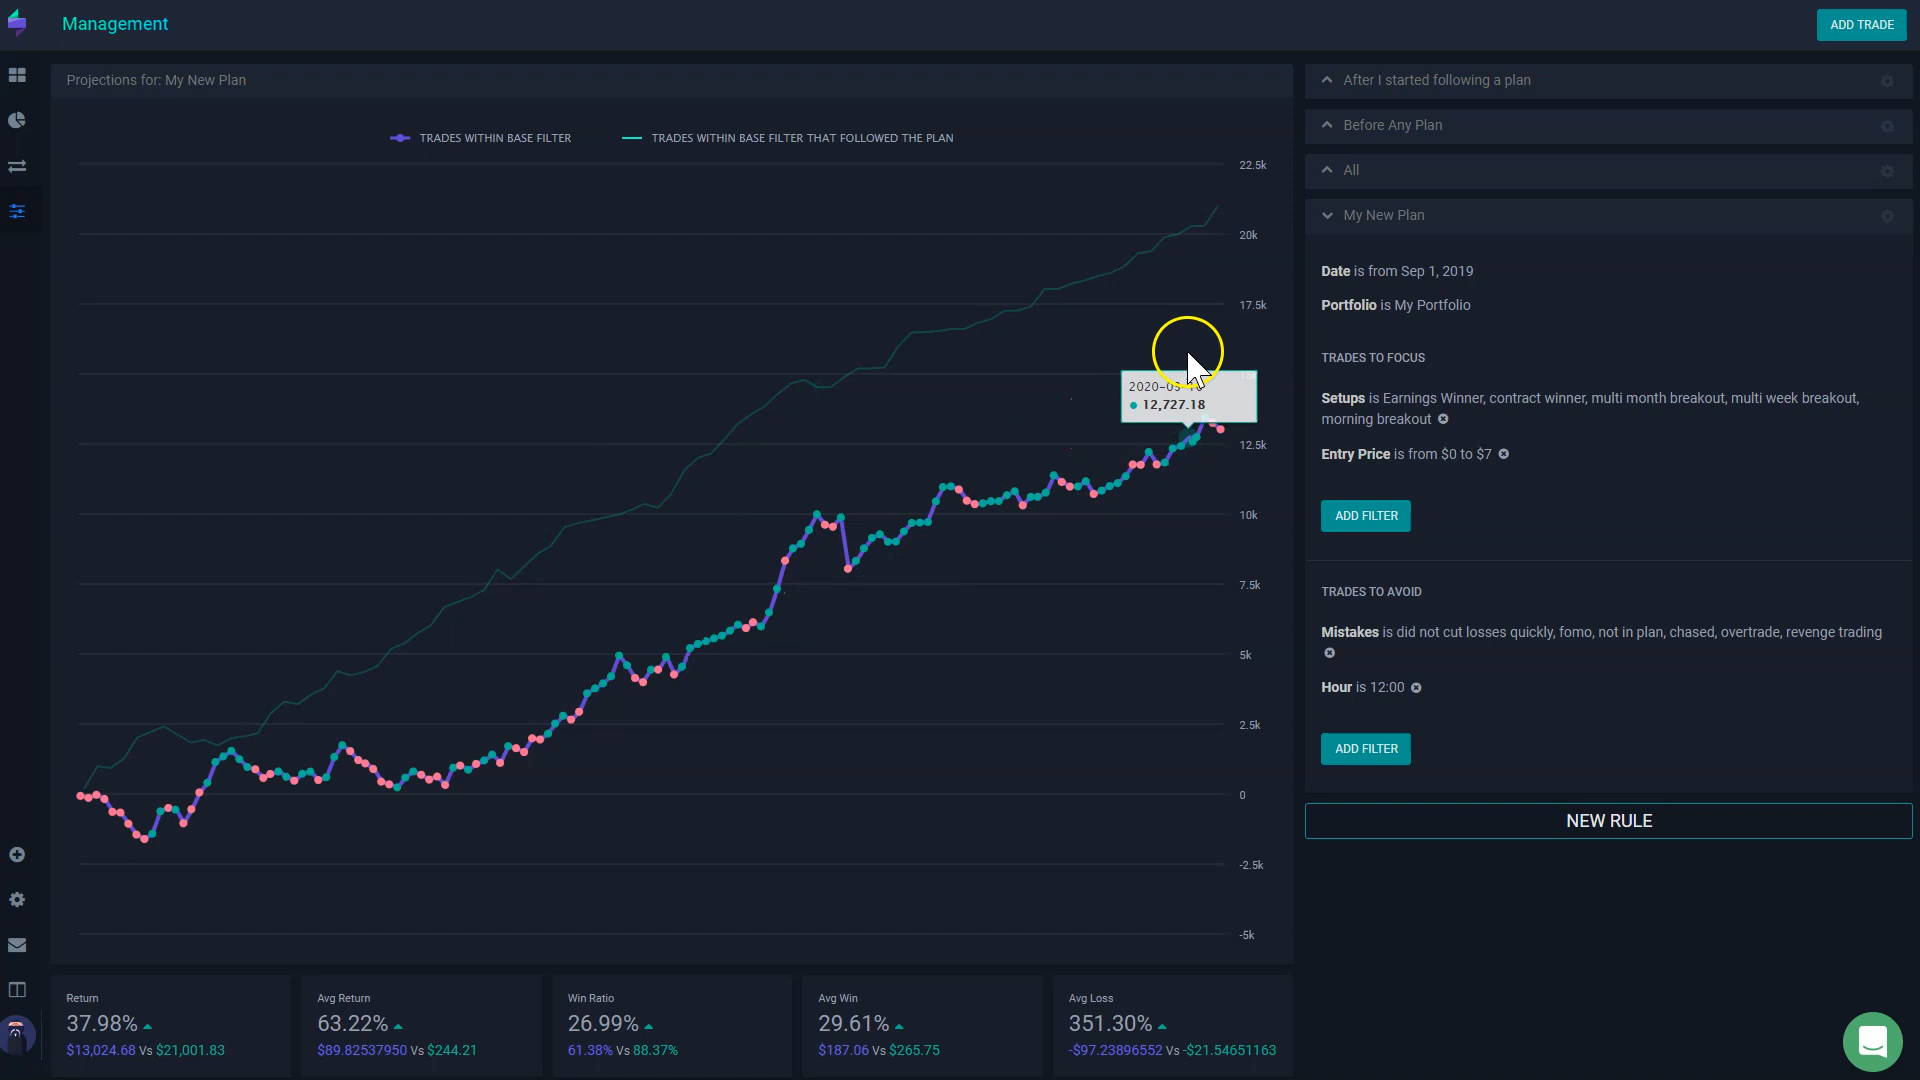 Management
ADD TRADE
Projections for: My New Plan
TRADES WITHIN BASE FILTER
TRADES WITHIN BASE FILTER THAT FOLLOWED THE PLAN
22.5k
20k
17.5k
12.5k
10k
7.5k
5k
2.5k
0
-2.5k
-5k
12,727.18
After I started following a plan
Before Any Plan
All
My New Plan
Date is from Sep 1, 2019
Portfolio is My Portfolio
TRADES TO FOCUS
Setups is Earnings Winner, contract winner, multi month breakout, multi week breakout,
morning breakout
Entry Price is from $0 to $7
ADD FILTER
TRADES TO AVOID
Mistakes is did not cut losses quickly, fomo, not in plan, chased, overtrade, revenge trading
Hour is 12:00
ADD FILTER
NEW RULE
Return
37.98%
$13,024.68 Vs $21,001.83
Avg Return
63.22%
$89.82537950 Vs $244.21
Win Ratio
26.99%
61.38% Vs 88.37%
Avg Win
29.61%
$187.06 Vs $265.75
Avg Loss
351.30%
-$97.23896552 Vs -$21.54651163